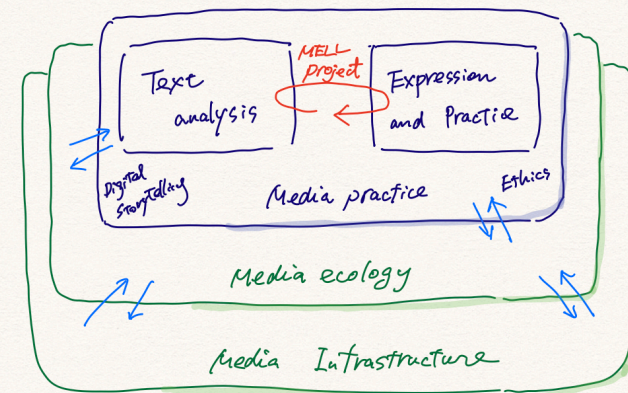 MELL
Project
Text
analysis
Expression
and Practice
Digital
Storytelling
Media practice
Ethics
Media ecology
Media Infrastructure